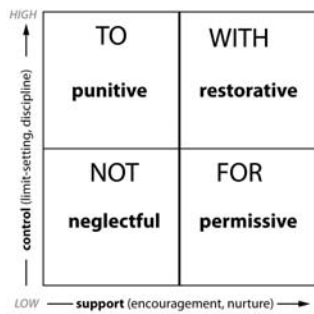 HIGH
TO WITH
punitive restorative
NOT FOR
neglectful permissive
control (limit-setting, discipline)
LOW support (encouragement, nurture)